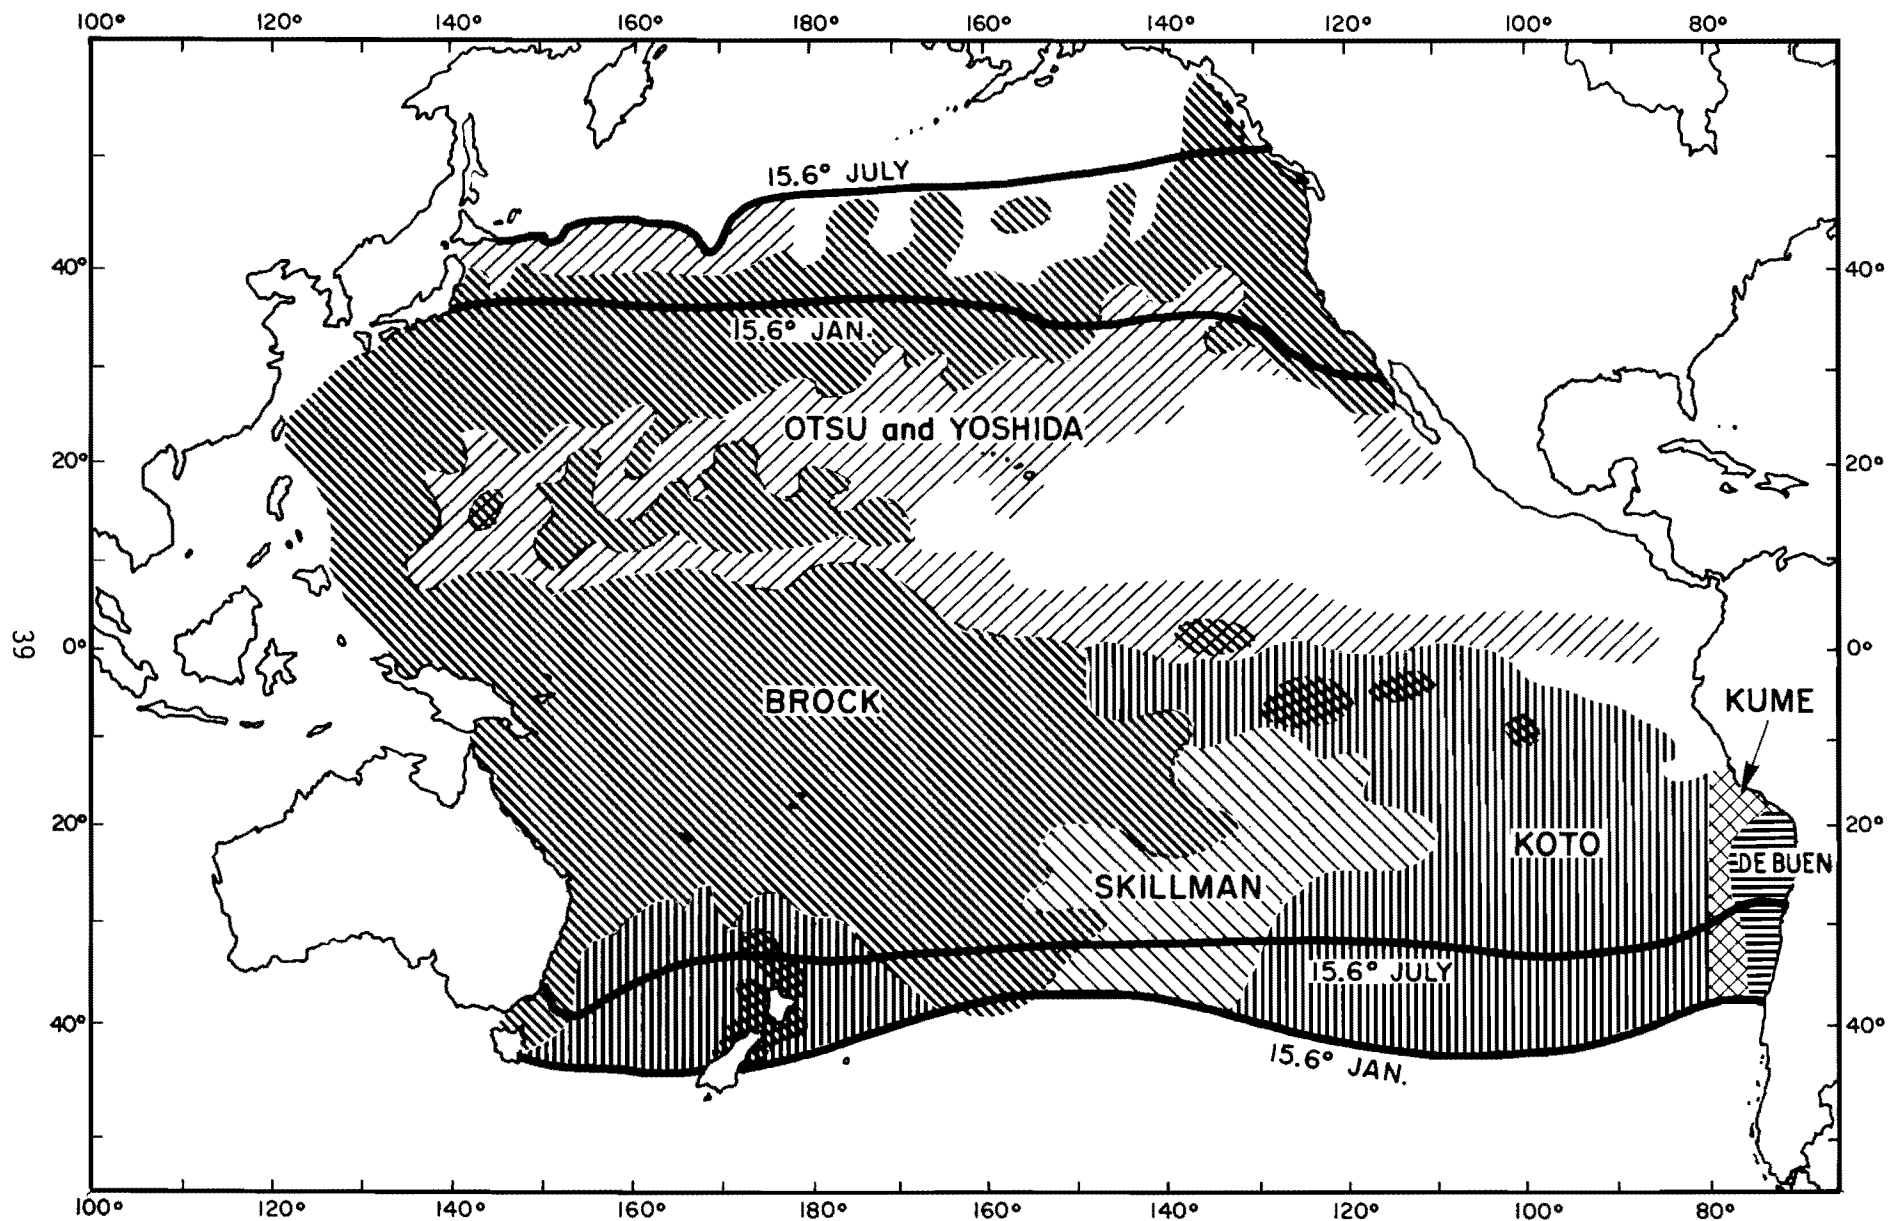 100° 120° 140° 160° 180° 160° 140° 120° 100° 80°
15.6° JULY
40° 40°
15.6° JAN.
OTSU and YOSHIDA
20° 20°
39
0° 0°
BROCK
KUME
20° 20°
KOTO
DE BUEN
SKILLMAN
15.6° JULY
40° 40°
15.6° JAN.
100° 120° 140° 160° 180° 160° 140° 120° 100° 80°